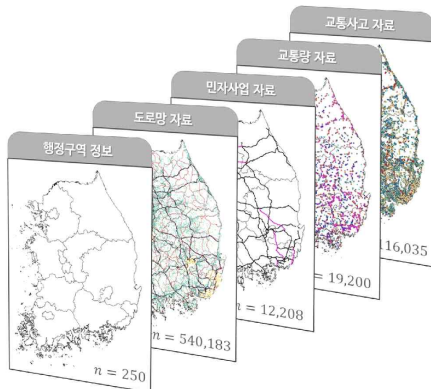 행정구역 정보
n = 250
도로망 자료
n = 540,183
민자사업 자료
n = 12,208
교통량 자료
= 19,200
교통사고 자료
116,035